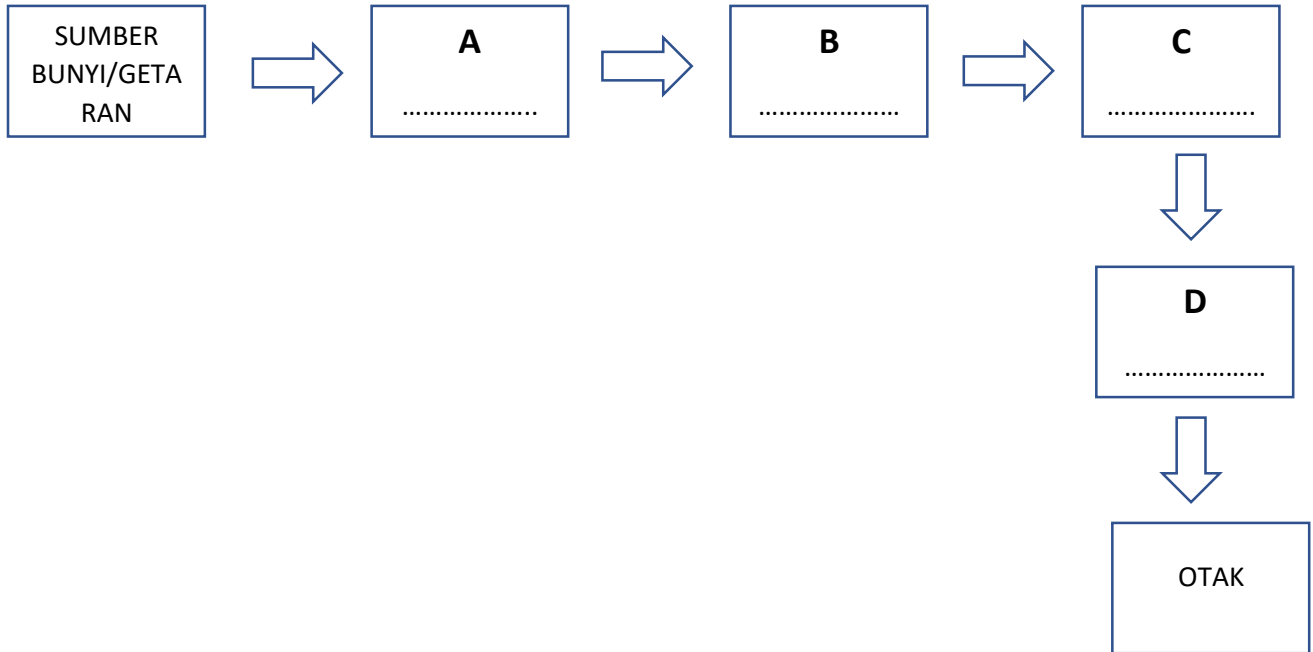 SUMBER
BUNYI/GETA
RAN
A
………………..
B
…………………
C
………………….
D
…………………
OTAK